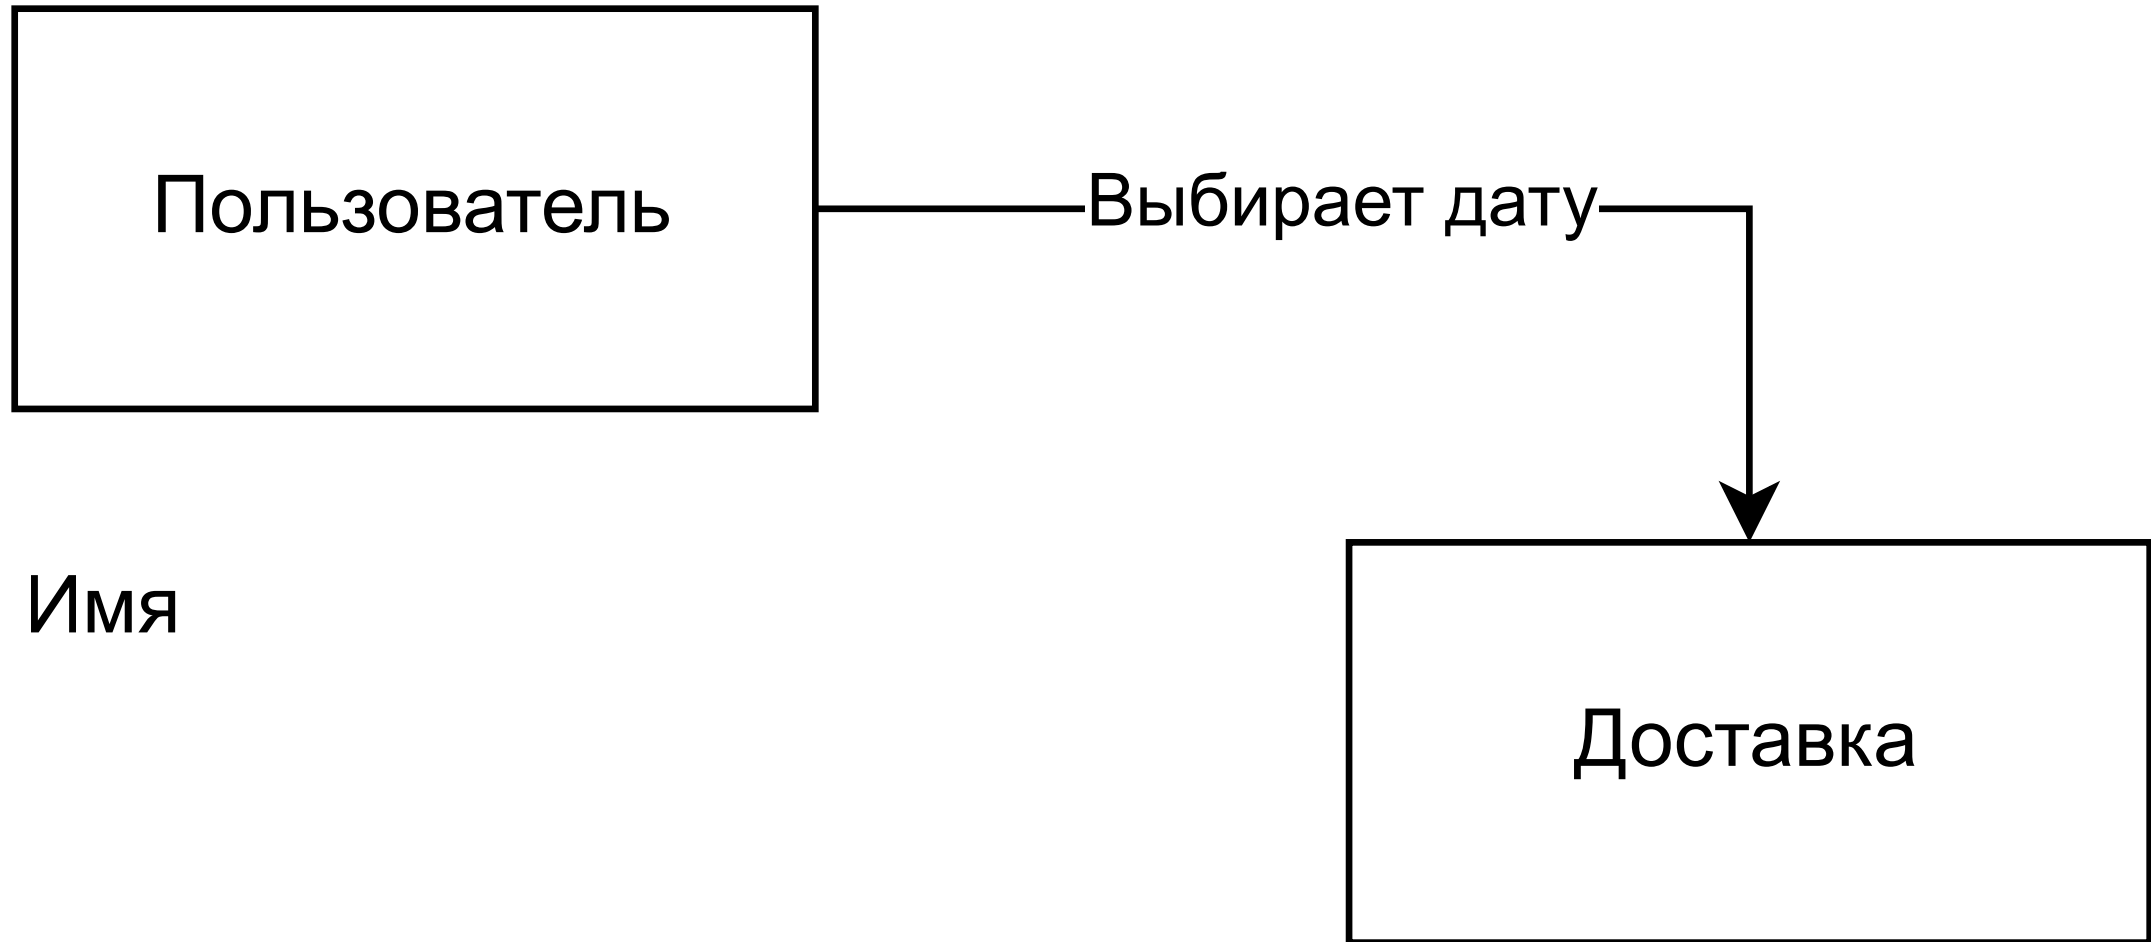 Пользователь
Выбирает дату
Имя
Доставка